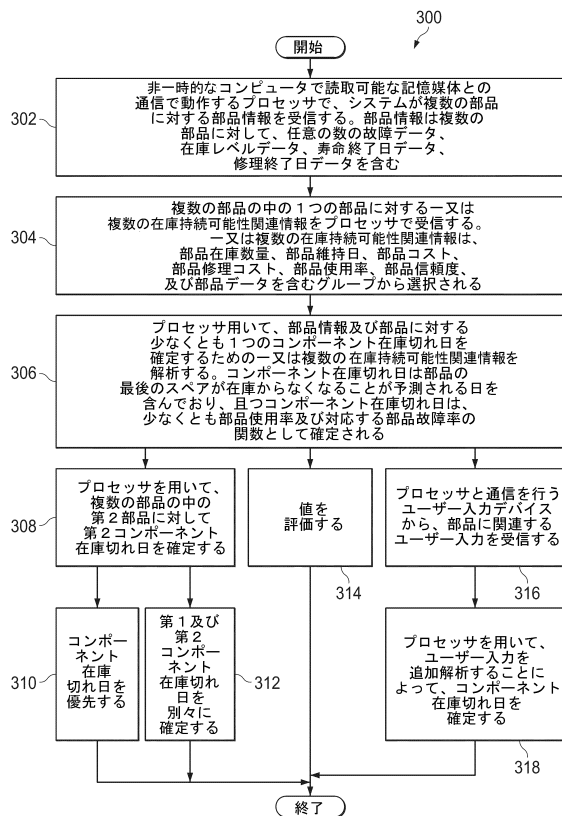 300
開始
302
非一時的なコンピュータで読取可能な記憶媒体との
通信で動作するプロセッサで、システムが複数の部品
に対する部品情報を受信する。部品情報は複数の
部品に対して、任意の数の故障データ、
在庫レベルデータ、寿命終了日データ、
修理終了日データを含む
304
複数の部品の中の1つの部品に対する一又は
複数の在庫持続可能性関連情報をプロセッサで受信する。
一又は複数の在庫持続可能性関連情報は、
部品在庫数量、部品維持日、部品コスト、
部品修理コスト、部品使用率、部品信頼度、
及び部品データを含むグループから選択される
306
プロセッサ用いて、部品情報及び部品に対する
少なくとも1つのコンポーネント在庫切れ日を
確定するための一又は複数の在庫持続可能性関連情報を
解析する。コンポーネント在庫切れ日は部品の
最後のスペアが在庫からなくなることが予測される日を
含んでおり、且つコンポーネント在庫切れ日は、
少なくとも部品使用率及び対応する部品故障率の
関数として確定される
308
プロセッサを用いて、
複数の部品の中の
第2部品に対して
第2コンポーネント
在庫切れ日を確定する
値を
評価する
314
プロセッサと通信を行う
ユーザー入力デバイス
から、部品に関連する
ユーザー入力を受信する
316
310
コンポー
ネント
在庫
切れ日を
優先する
第1及び
第2
コンポー
ネント
在庫切れ
日を
別々に
確定する
312
プロセッサを用いて、
ユーザー入力を
追加解析することに
よって、コンポーネント
在庫切れ日を
確定する
318
終了